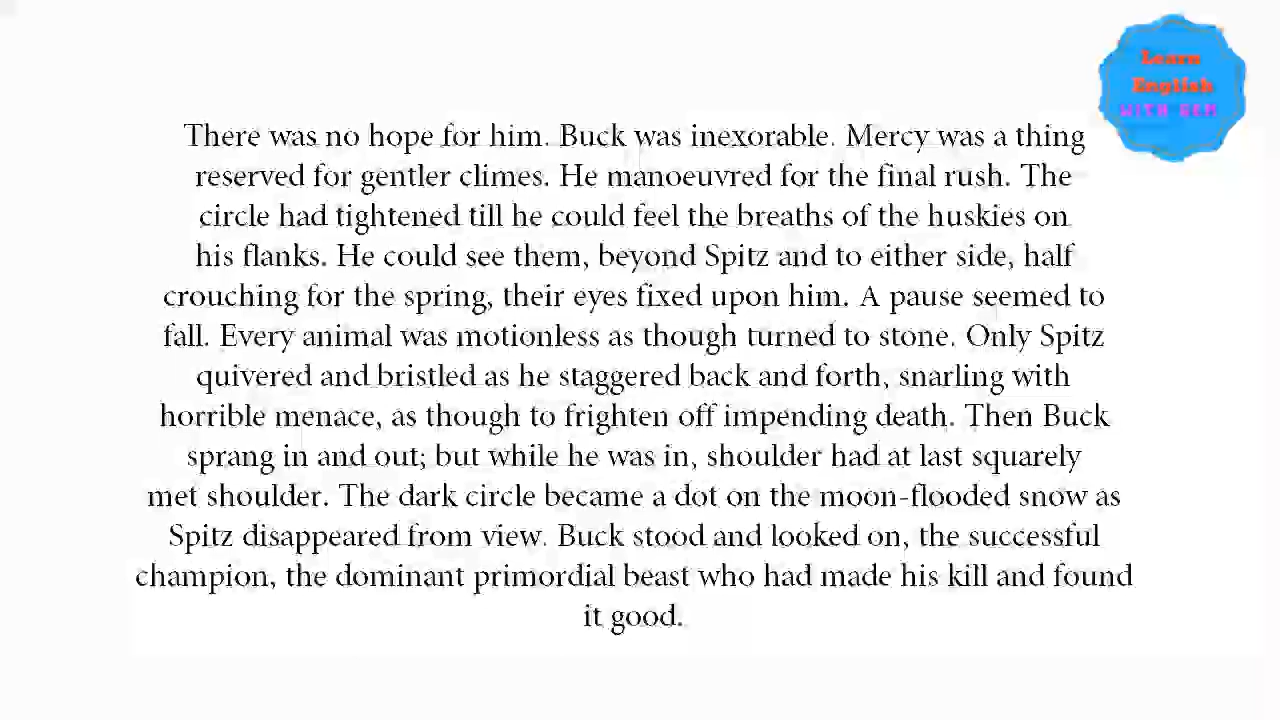 Learn
English
WITH GEM
There was no hope for him. Buck was inexorable. Mercy was a thing
reserved for gentler climes. He manoeuvred for the final rush. The
circle had tightened till he could feel the breaths of the huskies on
his flanks. He could see them, beyond Spitz and to either side, half
crouching for the spring, their eyes fixed upon him. A pause seemed to
fall. Every animal was motionless as though turned to stone. Only Spitz
quivered and bristled as he staggered back and forth, snarling with
horrible menace, as though to frighten off impending death. Then Buck
sprang in and out; but while he was in, shoulder had at last squarely
met shoulder. The dark circle became a dot on the moon-flooded snow as
Spitz disappeared from view. Buck stood and looked on, the successful
champion, the dominant primordial beast who had made his kill and found
it good.